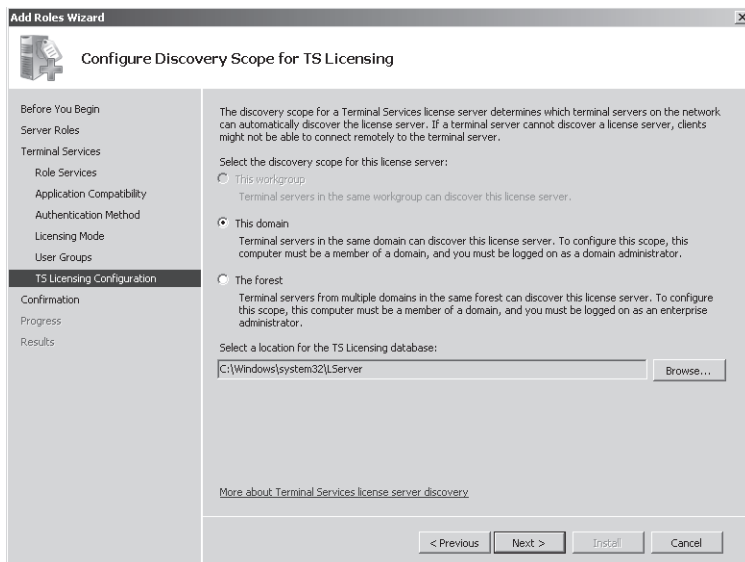 Add Roles Wizard
Configure Discovery Scope for TS Licensing
Before You Begin
Server Roles
Terminal Services
Role Services
Application Compatibility
Authentication Method
Licensing Mode
User Groups
TS Licensing Configuration
Confirmation
Progress
Results
The discovery scope for a Terminal Services license server determines which terminal servers on the network
can automatically discover the license server. If a terminal server cannot discover a license server, clients
might not be able to connect remotely to the terminal server.
Select the discovery scope for this license server:
This workgroup
Terminal servers in the same workgroup can discover this license server.
This domain
Terminal servers in the same domain can discover this license server. To configure this scope, this
computer must be a member of a domain, and you must be logged on as a domain administrator.
The forest
Terminal servers from multiple domains in the same forest can discover this license server. To configure
this scope, this computer must be a member of a domain, and you must be logged on as an enterprise
administrator.
Select a location for the TS Licensing database:
C:\Windows\system32\LServer
Browse...
More about Terminal Services license server discovery
< Previous
Next >
Install
Cancel